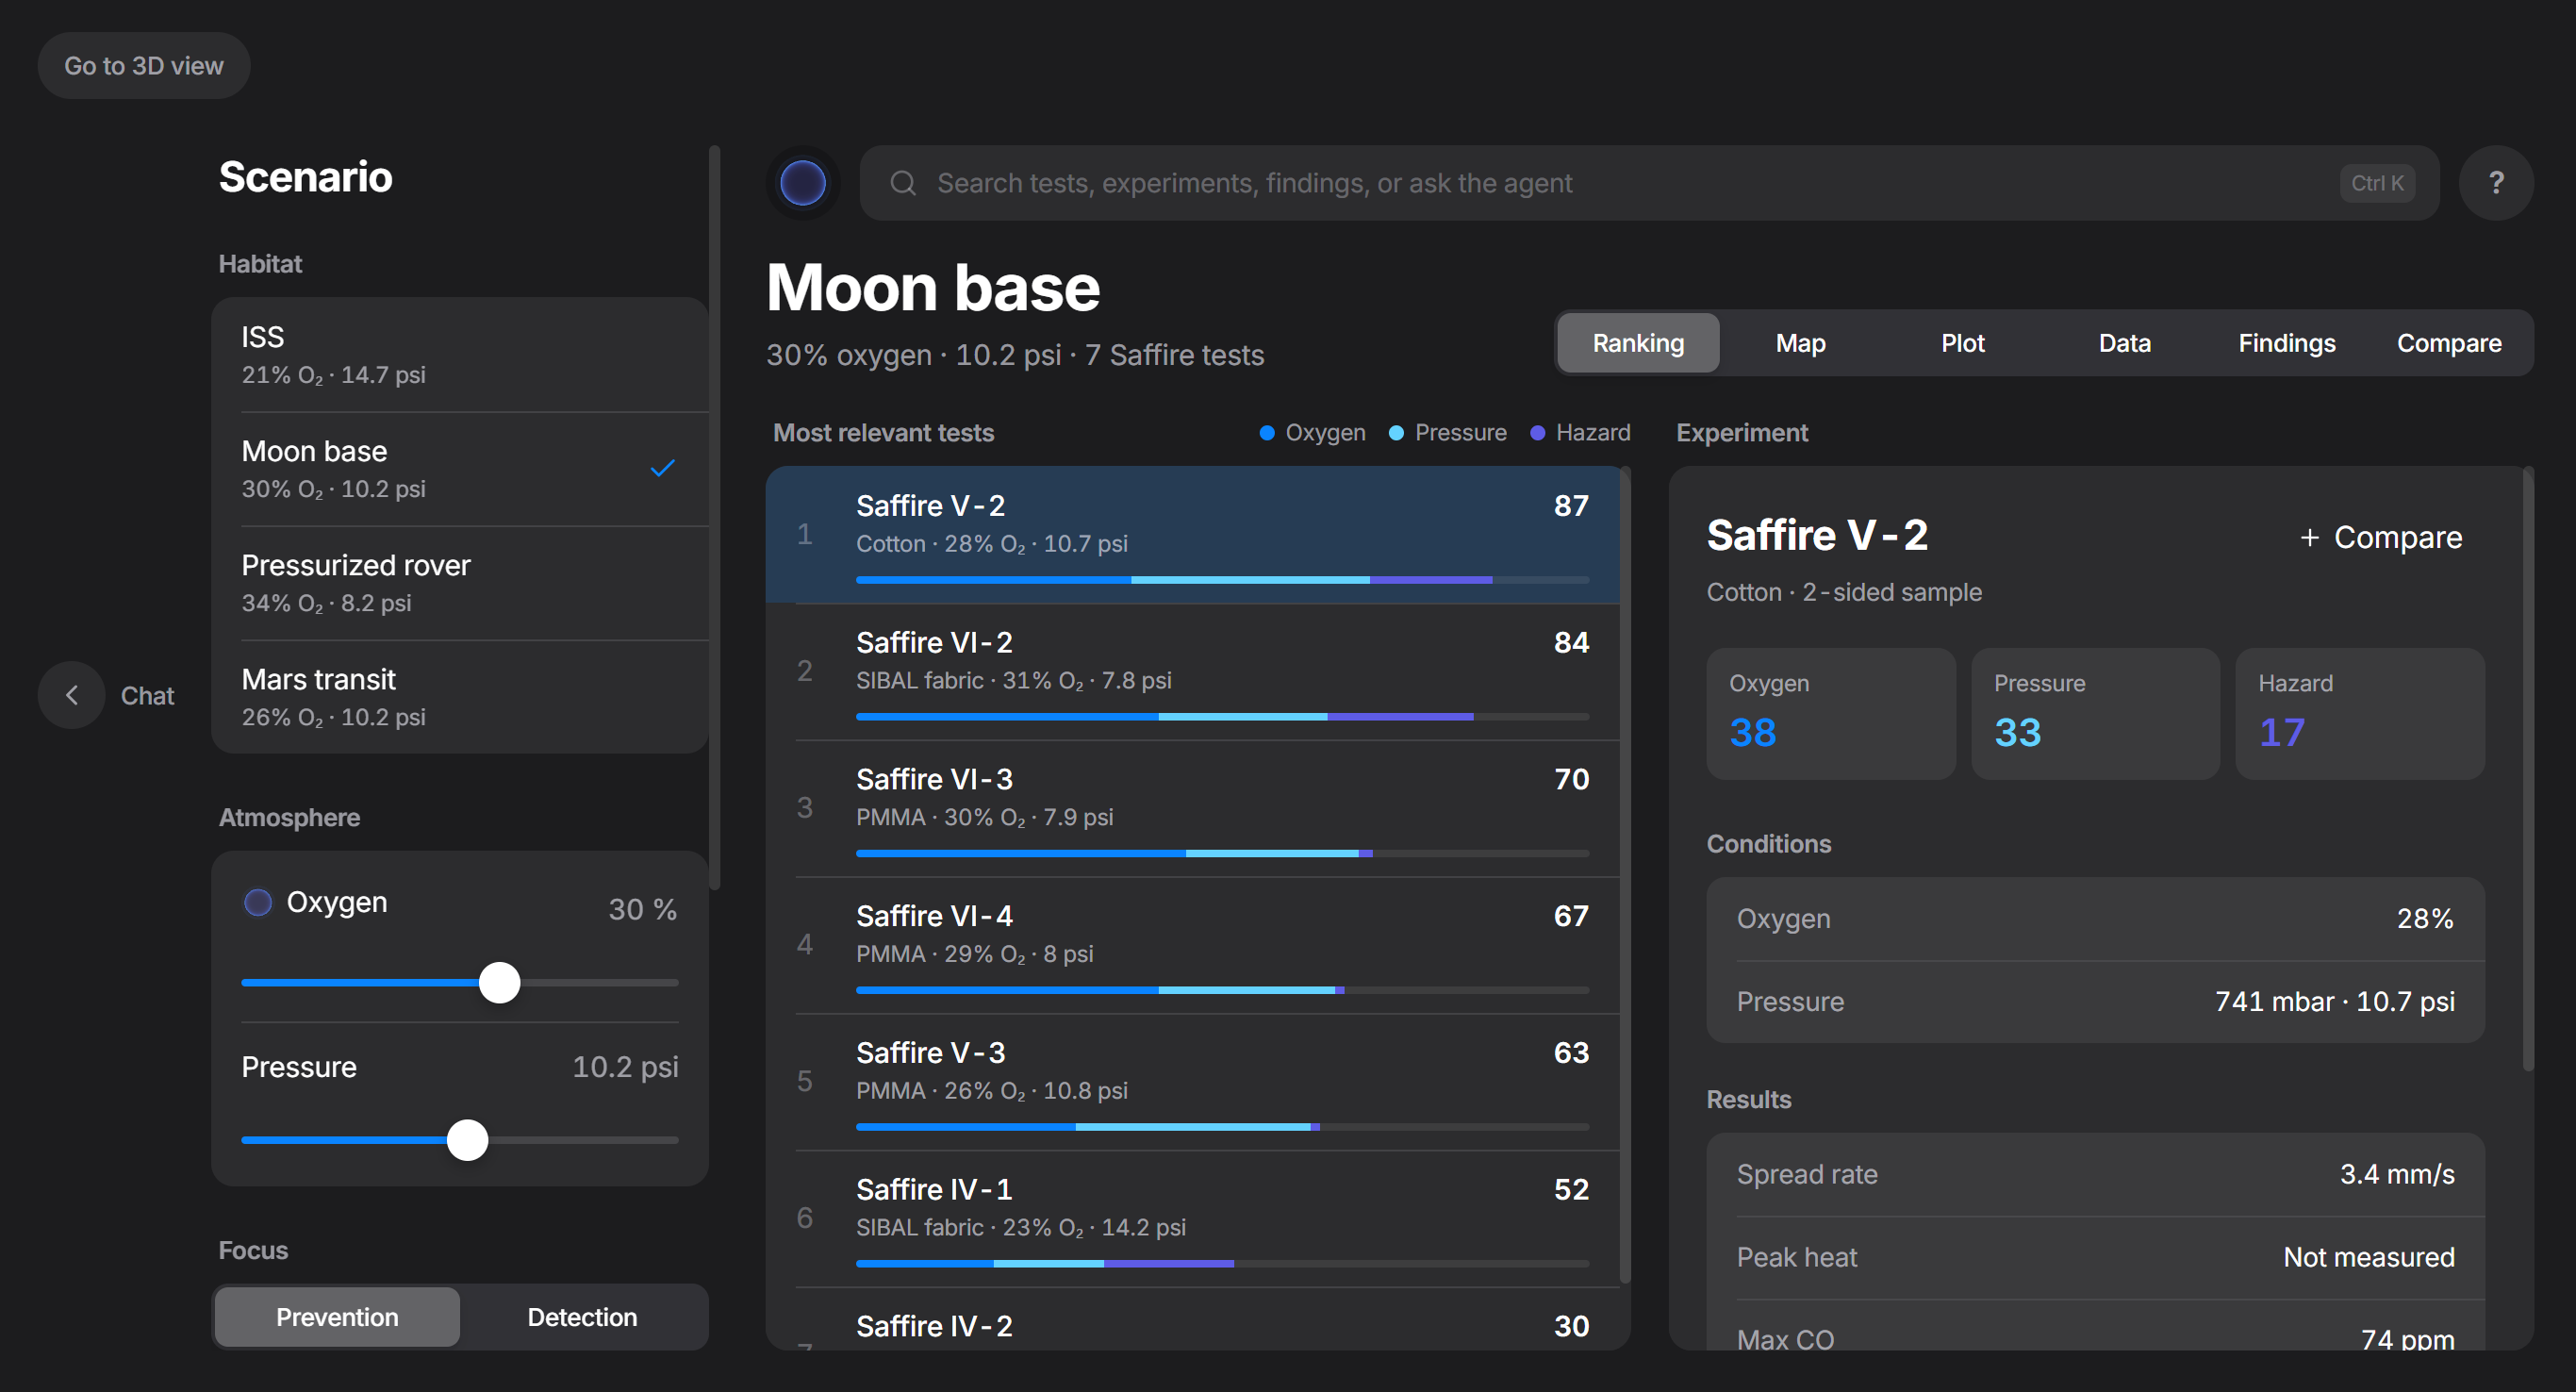 Go to 3D view
Scenario
Habitat
ISS
21% O₂ · 14.7 psi
Moon base
30% O₂ · 10.2 psi
Pressurized rover
34% O₂ · 8.2 psi
Mars transit
26% O₂ · 10.2 psi
Chat
Atmosphere
Oxygen
30 %
Pressure
10.2 psi
Focus
Prevention
Detection
Search tests, experiments, findings, or ask the agent
Ctrl K
?
Moon base
30% oxygen · 10.2 psi · 7 Saffire tests
Ranking
Map
Plot
Data
Findings
Compare
Most relevant tests
Oxygen
Pressure
Hazard
1
Saffire V-2
87
Cotton · 28% O₂ · 10.7 psi
2
Saffire VI-2
84
SIBAL fabric · 31% O₂ · 7.8 psi
3
Saffire VI-3
70
PMMA · 30% O₂ · 7.9 psi
4
Saffire VI-4
67
PMMA · 29% O₂ · 8 psi
5
Saffire V-3
63
PMMA · 26% O₂ · 10.8 psi
6
Saffire IV-1
52
SIBAL fabric · 23% O₂ · 14.2 psi
Saffire IV-2
30
Experiment
Saffire V-2
+ Compare
Cotton · 2-sided sample
Oxygen
38
Pressure
33
Hazard
17
Conditions
Oxygen
28%
Pressure
741 mbar · 10.7 psi
Results
Spread rate
3.4 mm/s
Peak heat
Not measured
Max CO
74 ppm